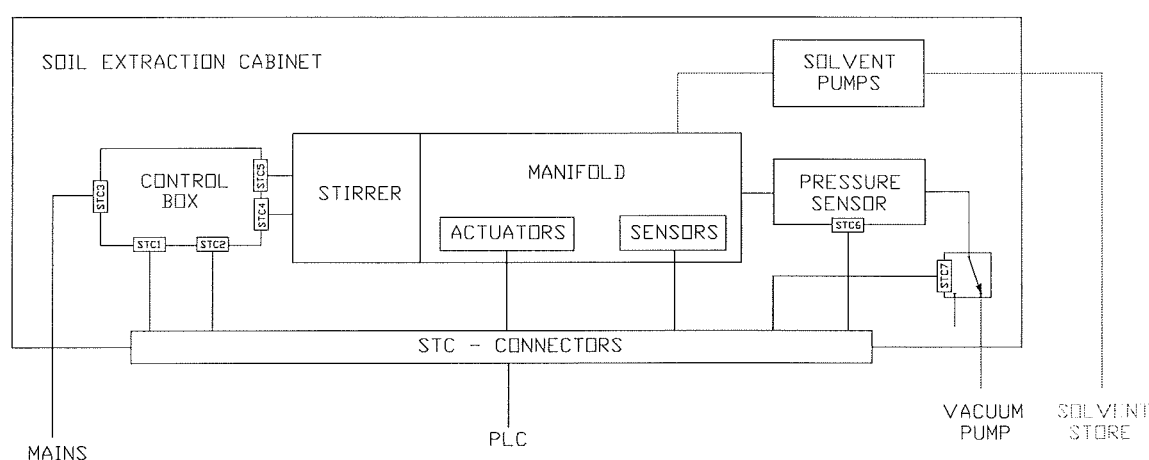 SOIL EXTRACTION CABINET
SOLVENT
PUMPS
CONTROL
BOX
STC3
STC5
STC4
STC1
STC2
STIRRER
MANIFOLD
ACTUATORS
SENSORS
PRESSURE
SENSOR
STC6
STC7
STC - CONNECTORS
MAINS
PLC
VACUUM
PUMP
SOLVENT
STORE